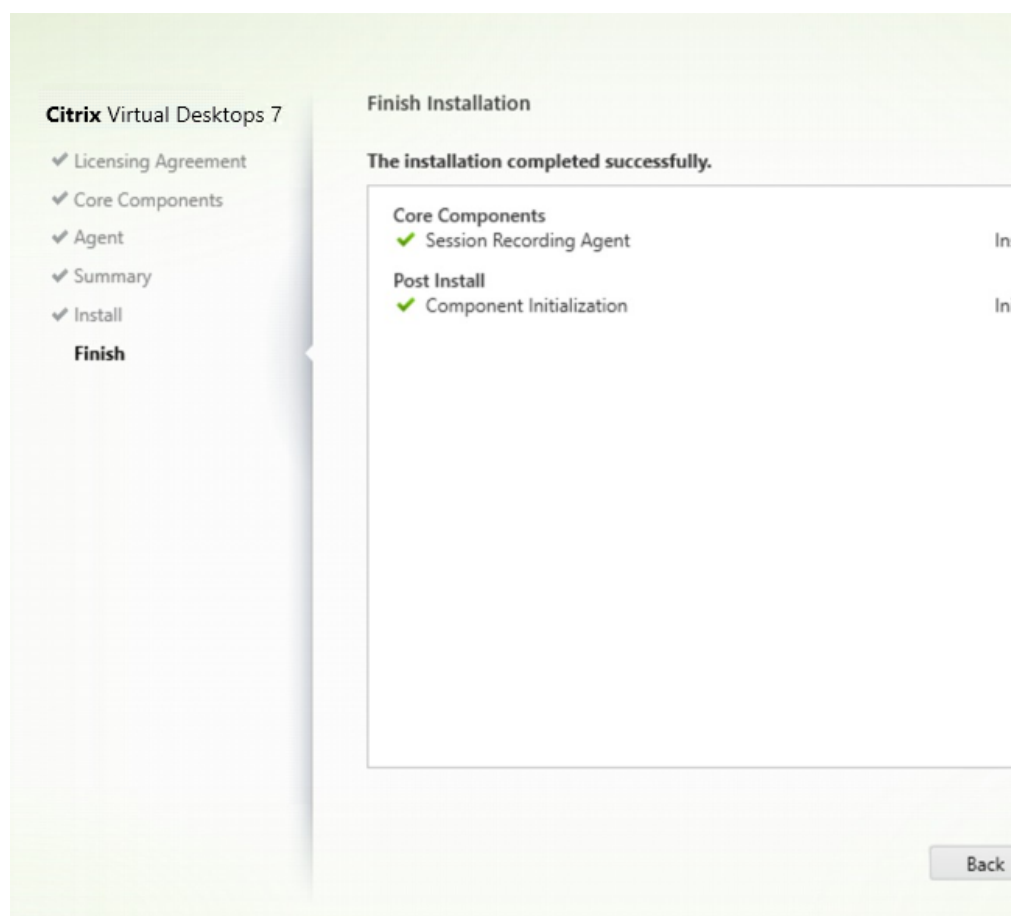 Citrix Virtual Desktops 7
✔ Licensing Agreement
✔ Core Components
✔ Agent
✔ Summary
✔ Install
Finish
Finish Installation
The installation completed successfully.
Core Components
✔ Session Recording Agent
Post Install
✔ Component Initialization
Back